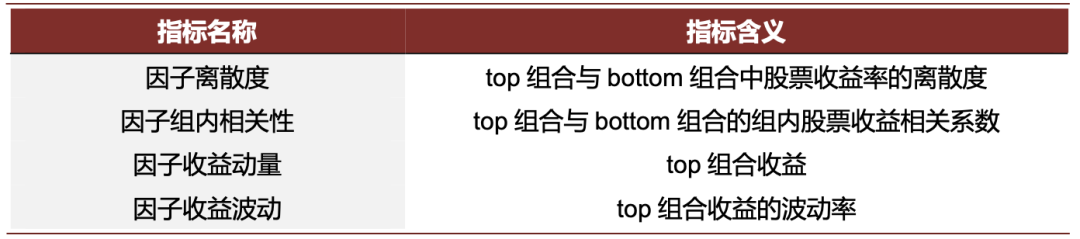 指标名称 指标含义
因子离散度 top 组合与 bottom 组合中股票收益率的离散度
因子组内相关性 top 组合与 bottom 组合的组内股票收益相关系数
因子收益动量 top 组合收益
因子收益波动 top 组合收益的波动率